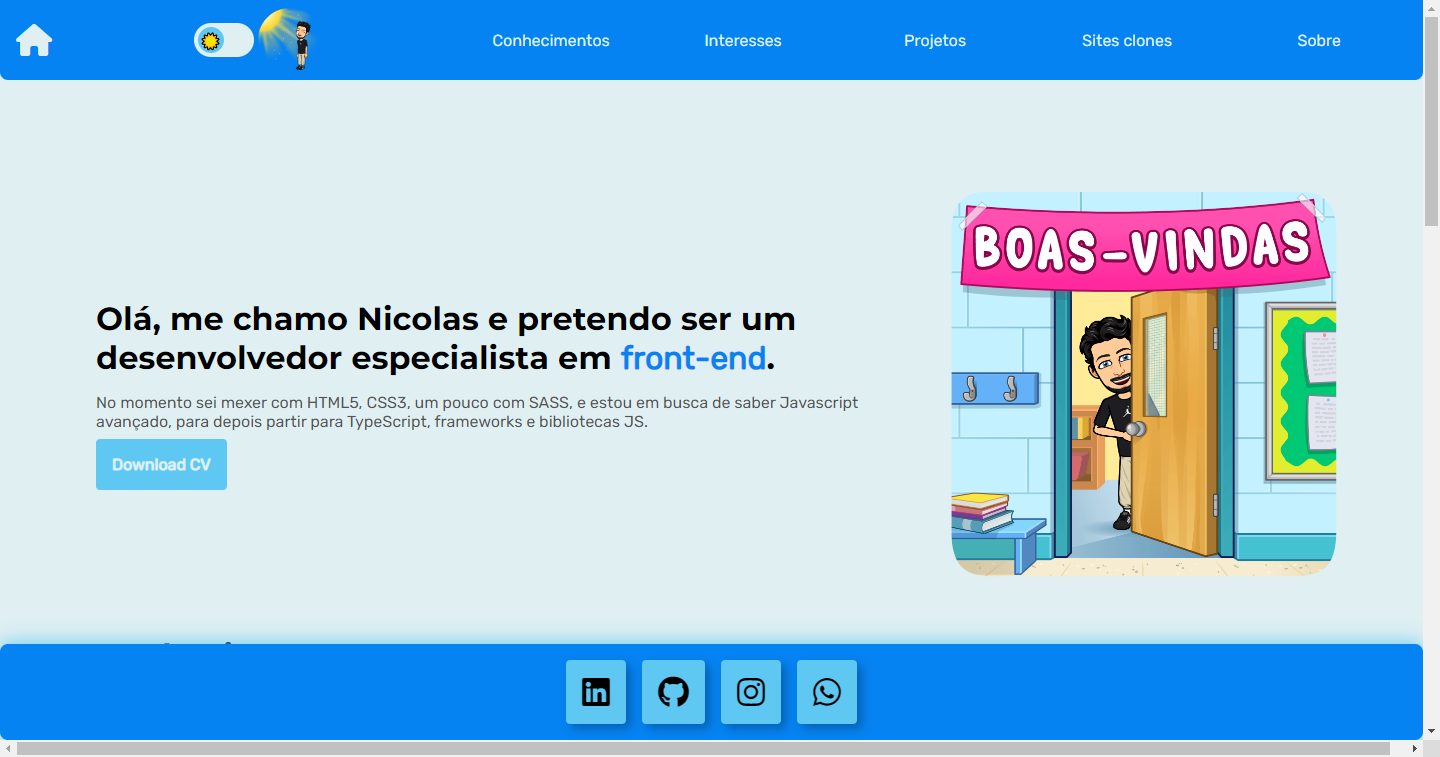 Conhecimentos
Interesses
Projetos
Sites clones
Sobre
BOAS-VINDAS
Olá, me chamo Nicolas e pretendo ser um
desenvolvedor especialista em front-end.
No momento sei mexer com HTML5, CSS3, um pouco com SASS, e estou em busca de saber Javascript
avançado, para depois partir para TypeScript, frameworks e bibliotecas JS.
Download CV